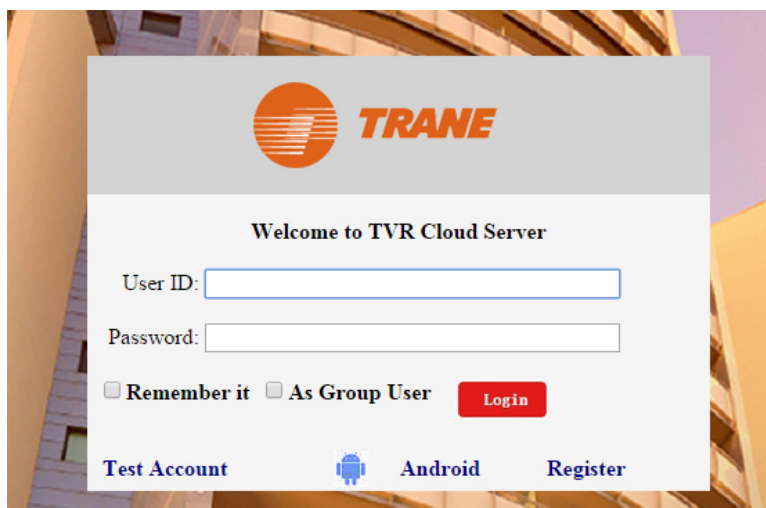 TRANE
Welcome to TVR Cloud Server
User ID:
Password:
Remember it As Group User Login
Test Account Android Register